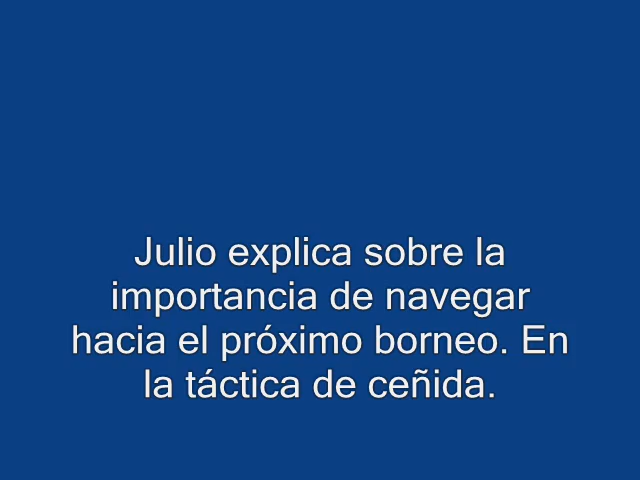 Julio explica sobre la
importancia de navegar
hacia el próximo borneo. En
la táctica de ceñida.